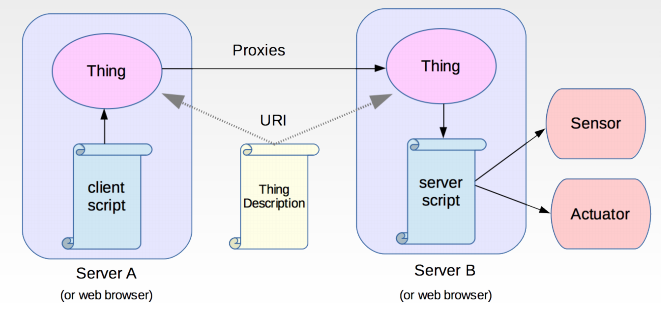 Proxies
Thing
Thing
URI
client
script
Thing
Description
server
script
Sensor
Actuator
Server A
(or web browser)
Server B
(or web browser)